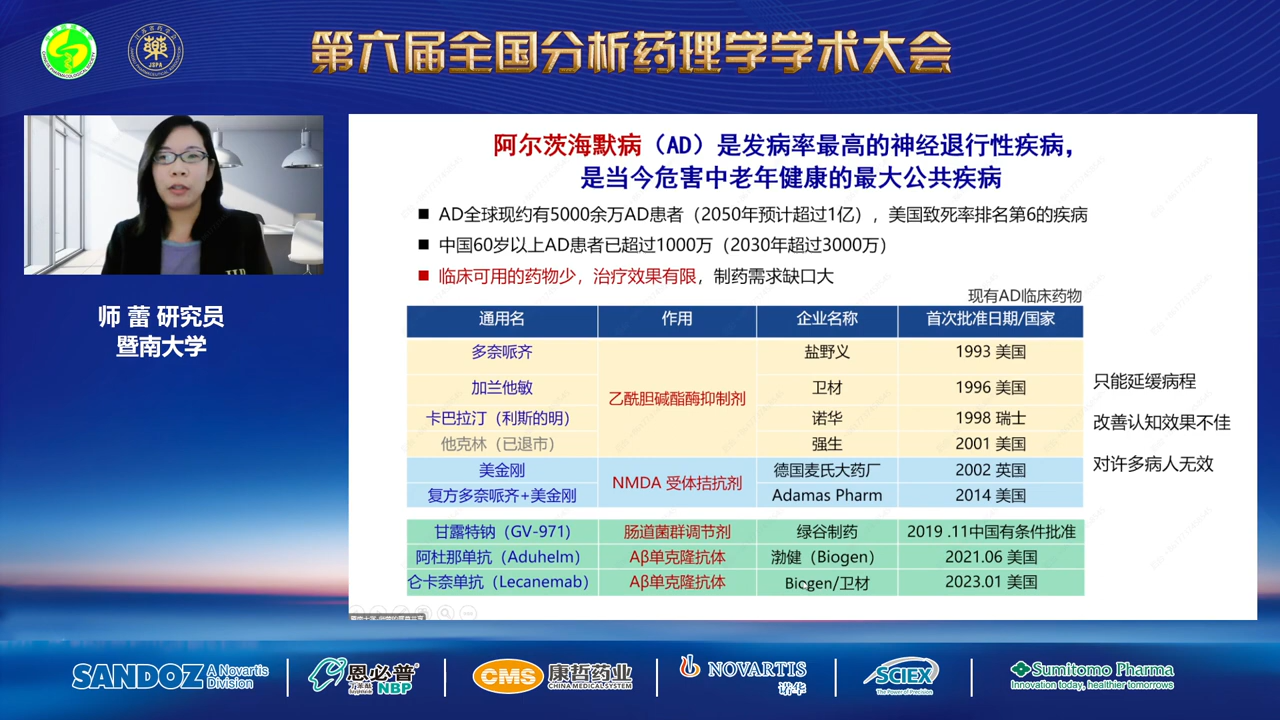 第六届全国分析药理学学术大会
JSPA
师 蕾 研究员
暨南大学
阿尔茨海默病（AD）是发病率最高的神经退行性疾病，
是当今危害中老年健康的最大公共疾病
■ AD全球现约有5000余万AD患者（2050年预计超过1亿），美国致死率排名第6的疾病
■ 中国60岁以上AD患者已超过1000万（2030年超过3000万）
■ 临床可用的药物少，治疗效果有限，制药需求缺口大
现有AD临床药物
通用名 作用 企业名称 首次批准日期/国家
多奈哌齐 盐野义 1993 美国
加兰他敏 卫材 1996 美国
乙酰胆碱酯酶抑制剂
卡巴拉汀（利斯的明） 诺华 1998 瑞士
他克林（已退市） 强生 2001 美国
美金刚 德国麦氏大药厂 2002 英国
NMDA 受体拮抗剂
复方多奈哌齐+美金刚 Adamas Pharm 2014 美国
甘露特钠（GV-971） 肠道菌群调节剂 绿谷制药 2019 .11中国有条件批准
阿杜那单抗（Aduhelm） Aβ单克隆抗体 渤健（Biogen） 2021.06 美国
仑卡奈单抗（Lecanemab） Aβ单克隆抗体 Biogen/卫材 2023.01 美国
只能延缓病程
改善认知效果不佳
对许多病人无效
SANDOZ A Novartis Division
恩必普 NBP
CMS 康哲药业 CHINA MEDICAL SYSTEM
NOVARTIS 诺华
SCIEX The Power of Precision
Sumitomo Pharma
Innovation today, healthier tomorrows